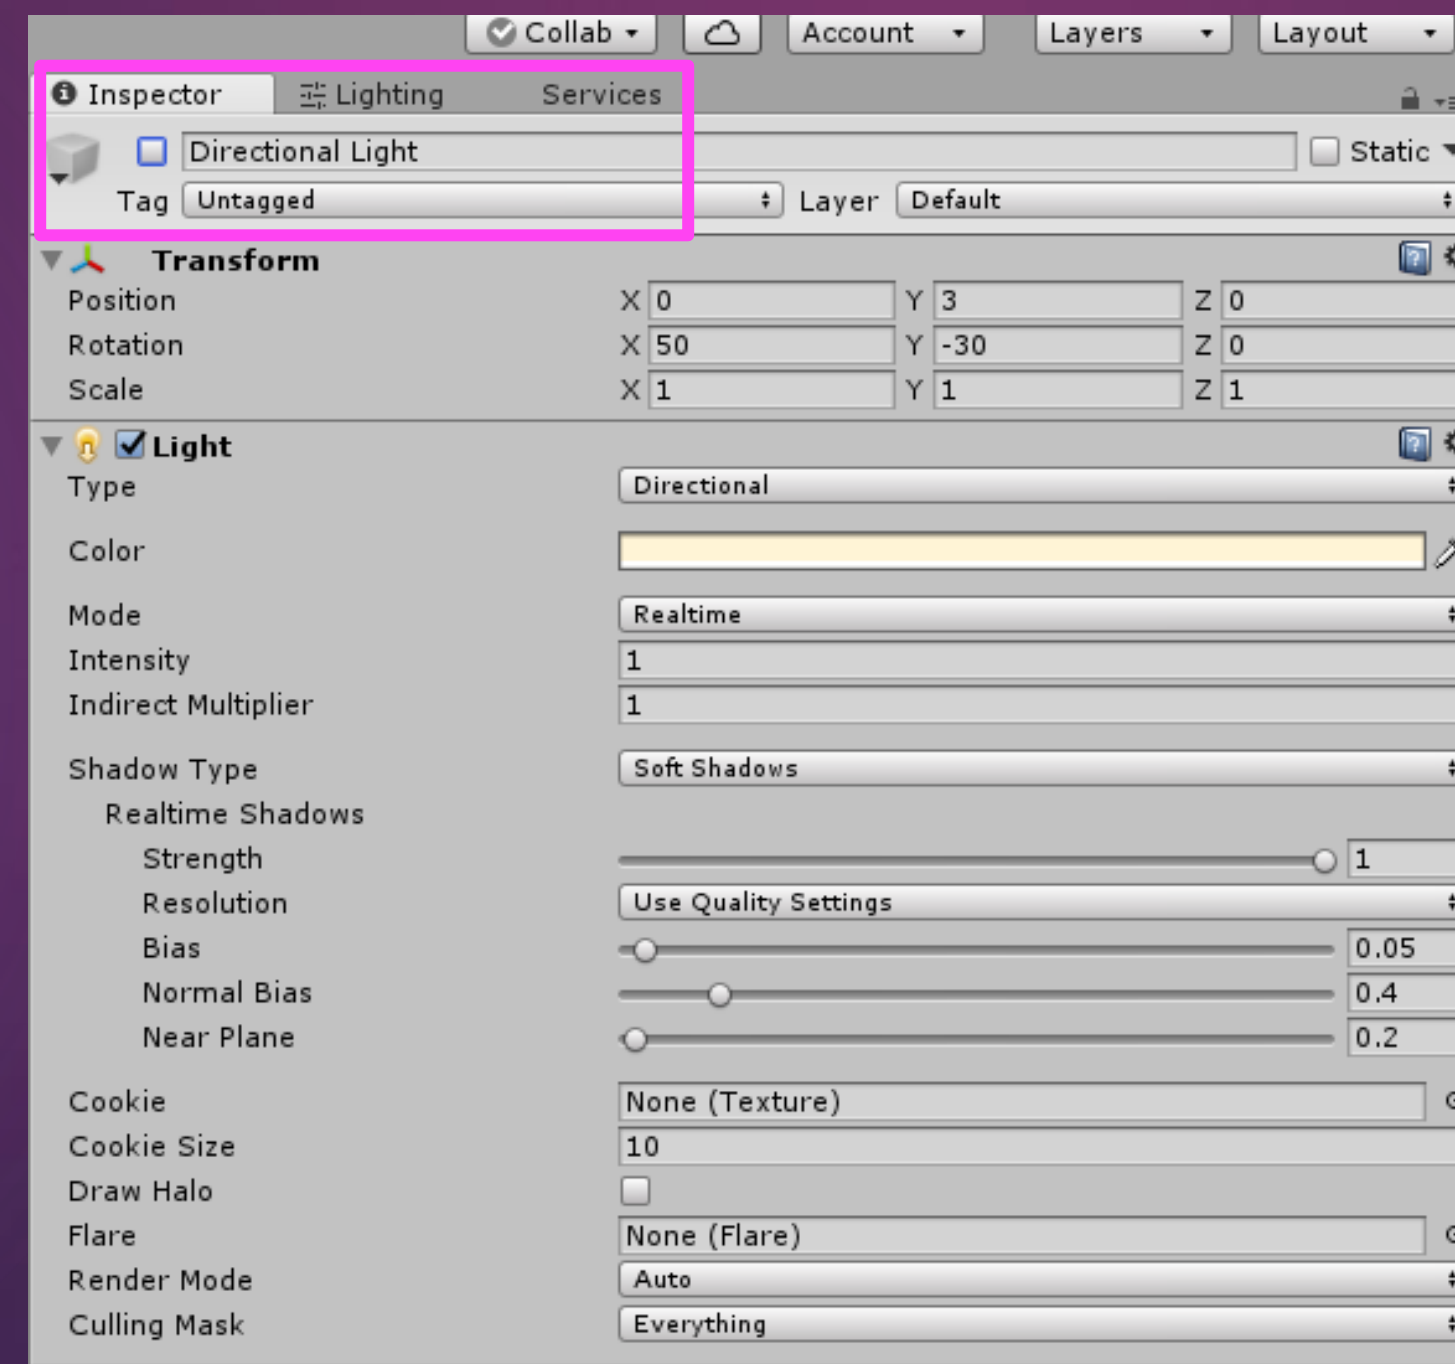 Collab Account Layers Layout
Inspector Lighting Services
Directional Light Static
Tag Untagged Layer Default
Transform
Position X 0 Y 3 Z 0
Rotation X 50 Y -30 Z 0
Scale X 1 Y 1 Z 1
Light
Type Directional
Color
Mode Realtime
Intensity 1
Indirect Multiplier 1
Shadow Type Soft Shadows
Realtime Shadows
Strength 1
Resolution Use Quality Settings
Bias 0.05
Normal Bias 0.4
Near Plane 0.2
Cookie None (Texture)
Cookie Size 10
Draw Halo
Flare None (Flare)
Render Mode Auto
Culling Mask Everything